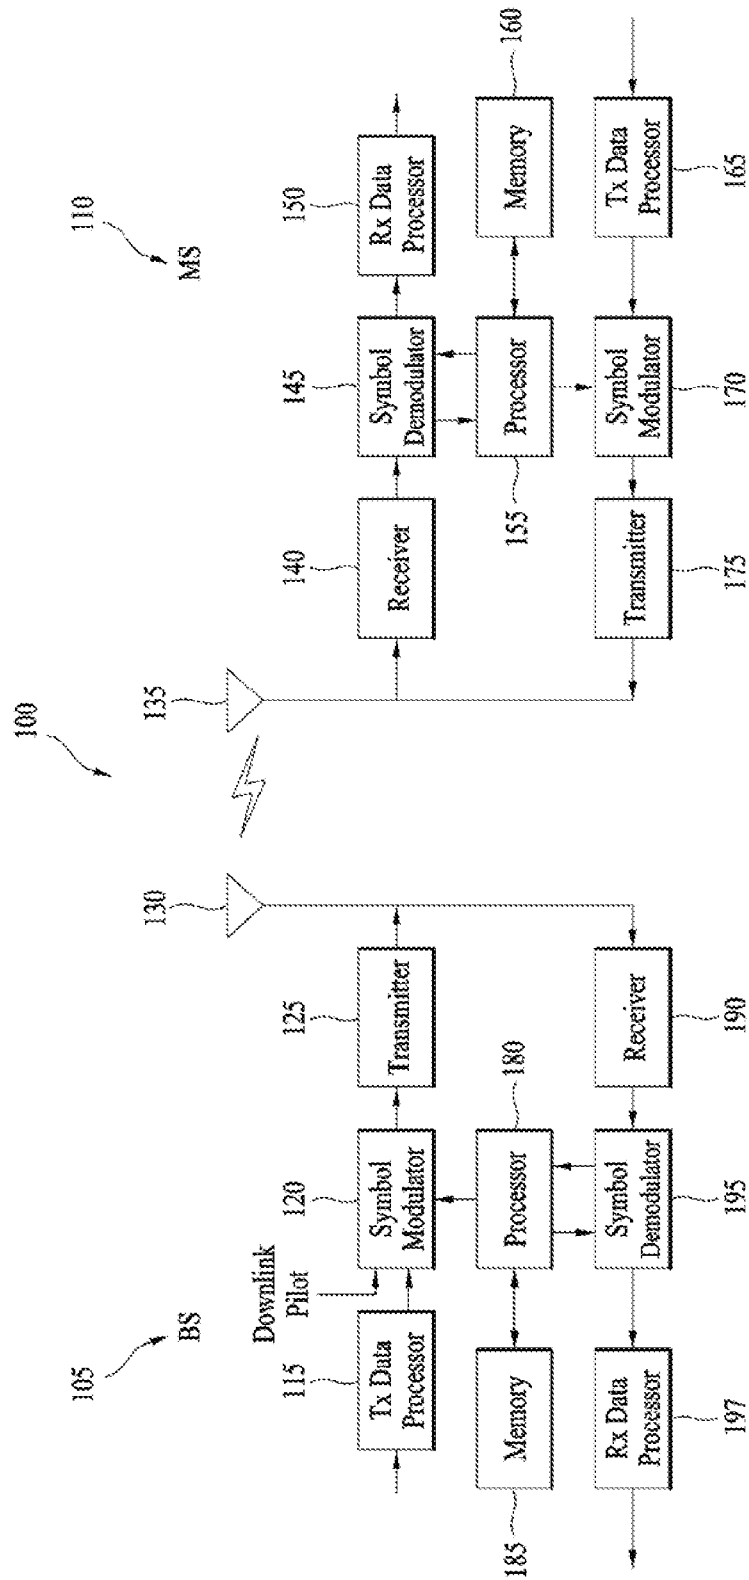 100
105
BS
110
MS
130
135
Downlink
Pilot
115
120
125
140
145
150
Tx Data
Processor
Symbol
Modulator
Transmitter
Receiver
Symbol
Demodulator
Rx Data
Processor
180
160
Memory
Processor
Processor
Memory
185
155
Rx Data
Processor
Symbol
Demodulator
Receiver
Transmitter
Symbol
Modulator
Tx Data
Processor
197
195
190
175
170
165